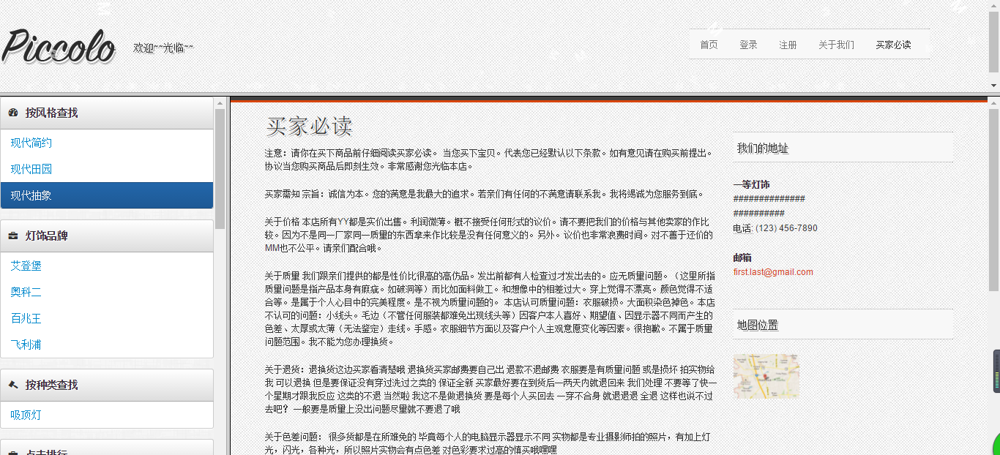 Piccolo
欢迎~~光临~~
首页
登录
注册
关于我们
买家必读
按风格查找
现代简约
现代田园
现代抽象
灯饰品牌
艾登堡
奥科二
百兆王
飞利浦
按种类查找
吸顶灯
点击排行
买家必读
注意：请你在买下商品前仔细阅读买家必读。 当您买下宝贝。代表您已经默认以下条款。如有意见请在购买前提出。
协议当您购买商品后即刻生效。非常感谢您光临本店。
买家需知 宗旨：诚信为本。您的满意是我最大的追求。若亲们有任何的不满意请联系我。我将竭诚为您服务到底。
关于价格 本店所有YY都是实价出售。利润微薄。概不接受任何形式的议价。请不要把我们的价格与其他卖家的作比
较。因为不是同一厂家同一质量的东西拿来作比较是没有任何意义的。另外。议价也非常浪费时间。对不善于还价的
MM也不公平。请亲们配合哦。
关于质量 我们跟亲们提供的都是性价比很高的高仿品。发出前都有人检查过才发出去的。应无质量问题。（这里所指
质量问题是指产品本身有瑕疵。如破洞等）而比如面料做工。和想像中的相差过大。穿上觉得不漂亮。颜色觉得不适
合等。是属于个人心目中的完美程度。是不视为质量问题的。 本店认可质量问题：衣服破损。大面积染色掉色。本店
不认可的问题：小线头。毛边（不管任何服装都难免出现线头等）因客户本人喜好、期望值、因显示器不同而产生的
色差、太厚或太薄（无法鉴定）走线。手感。衣服细节方面以及客户个人主观意愿变化等因素。很抱歉。不属于质量
问题范围。我不能为您办理换货。
关于退货：退换货这边买家看清楚哦 退换货买家邮费要自己出 退款不退邮费 衣服要是有质量问题 或是损坏 拍实物给
我 可以退换 但是要保证没有穿过洗过之类的 保证全新 买家最好要在到货后一两天内就退回来 我们处理 不要等了快一
个星期才跟我反应 这类的不退 当然啦 我这不是做退换货 要是每个人买回去 一穿不合身 就退退退 全退 这样也说不过
去吧？ 一般要是质量上没出问题尽量就不要退了哦
关于色差问题： 很多货都是在所难免的 毕竟每个人的电脑显示器显示不同 实物都是专业摄影师拍的照片，有加上灯
光，闪光，各种光，所以照片实物会有点色差 对色彩要求过高的慎买哦嘿嘿
我们的地址
一等灯饰
##############
##########
电话: (123) 456-7890
邮箱
first.last@gmail.com
地图位置